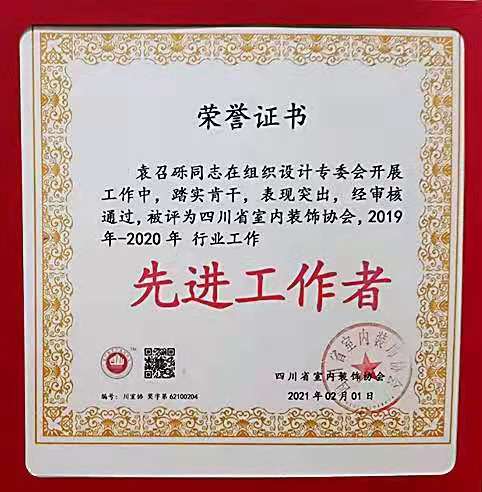 荣誉证书
袁召砾同志在组织设计专委会开展
工作中，踏实肯干，表现突出，经审核
通过，被评为四川省室内装饰协会，2019
年-2020年 行业工作
先进工作者
四川省室内装饰协会
2021年02月01日
编号：川室协 奖字第62100204